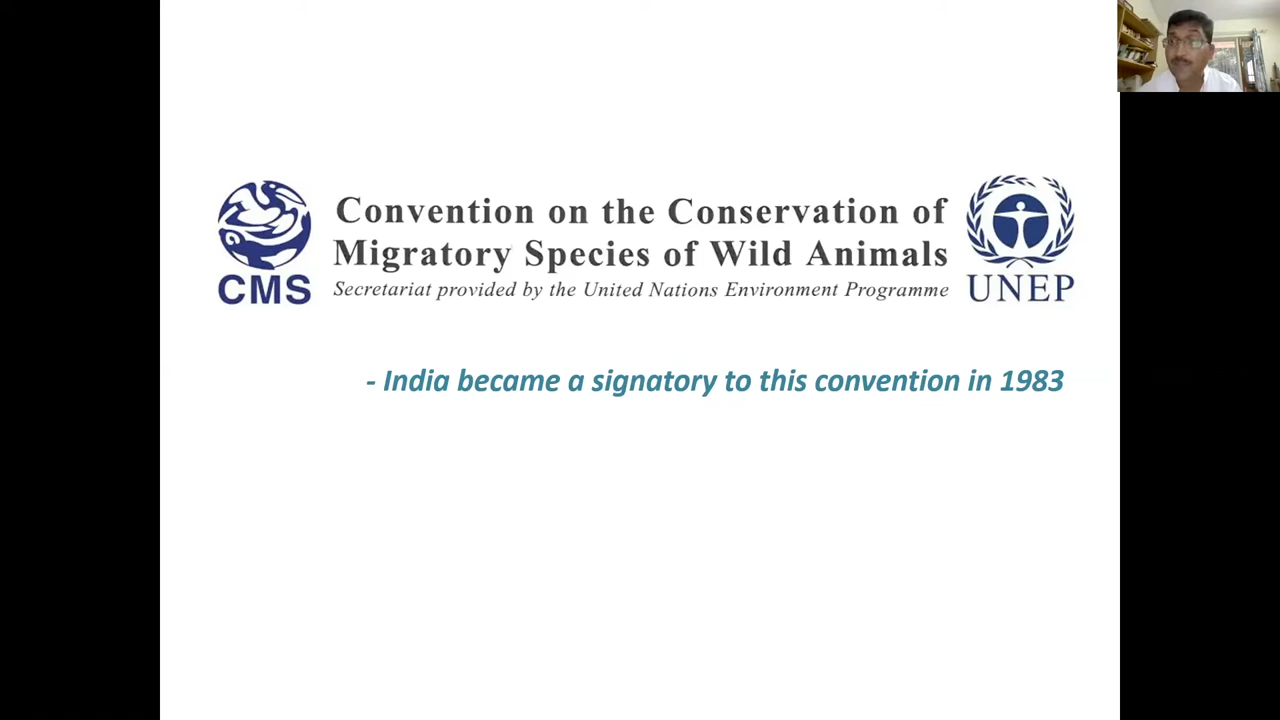 Convention on the Conservation of
Migratory Species of Wild Animals
Secretariat provided by the United Nations Environment Programme
CMS
UNEP
- India became a signatory to this convention in 1983